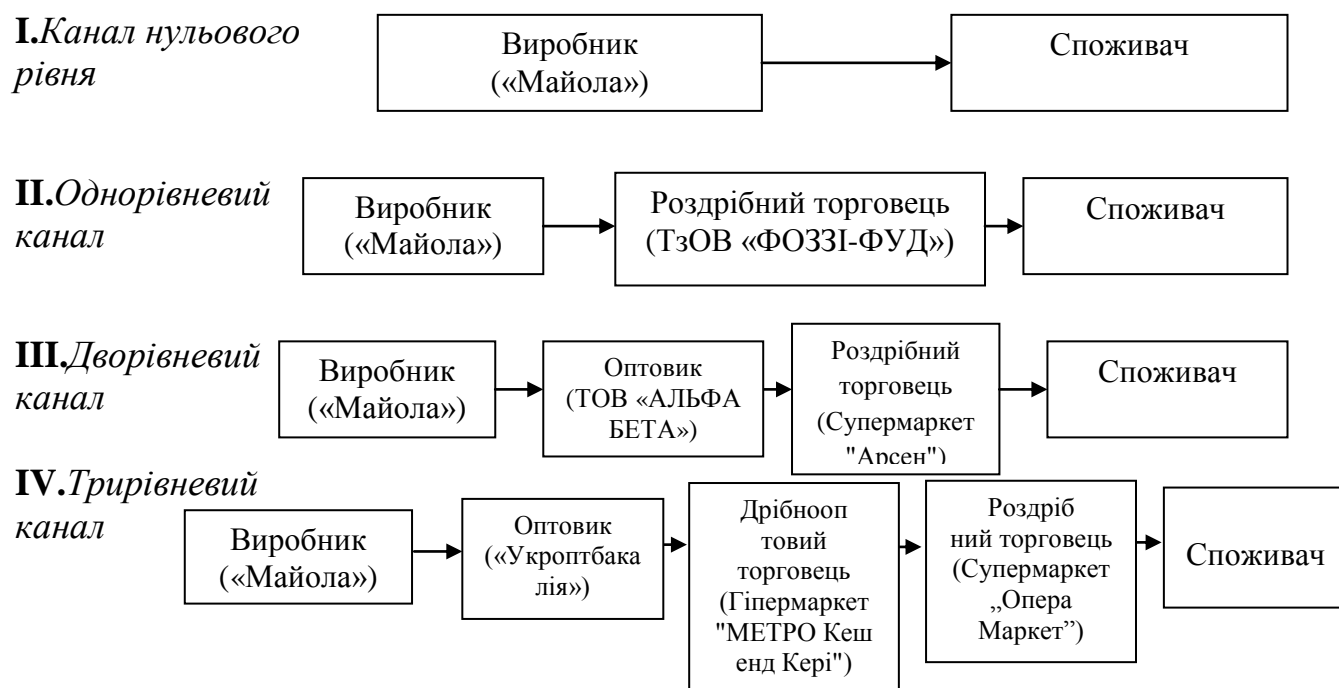 I.Канал нульового
рівня
Виробник
(«Майола»)
Споживач
II.Однорівневий
канал
Виробник
(«Майола»)
Роздрібний торговець
(ТзОВ «ФОЗЗІ-ФУД»)
Споживач
III.Дворівневий
канал
Виробник
(«Майола»)
Оптовик
(ТОВ «АЛЬФА
БЕТА»)
Роздрібний
торговець
(Супермаркет
"Арсен")
Споживач
IV.Трирівневий
канал
Виробник
(«Майола»)
Оптовик
(«Укроптбака
лія»)
Дрібнооп
товий
торговець
(Гіпермаркет
"МЕТРО Кеш
енд Кері")
Роздріб
ний торговець
(Супермаркет
„Опера
Маркет”)
Споживач